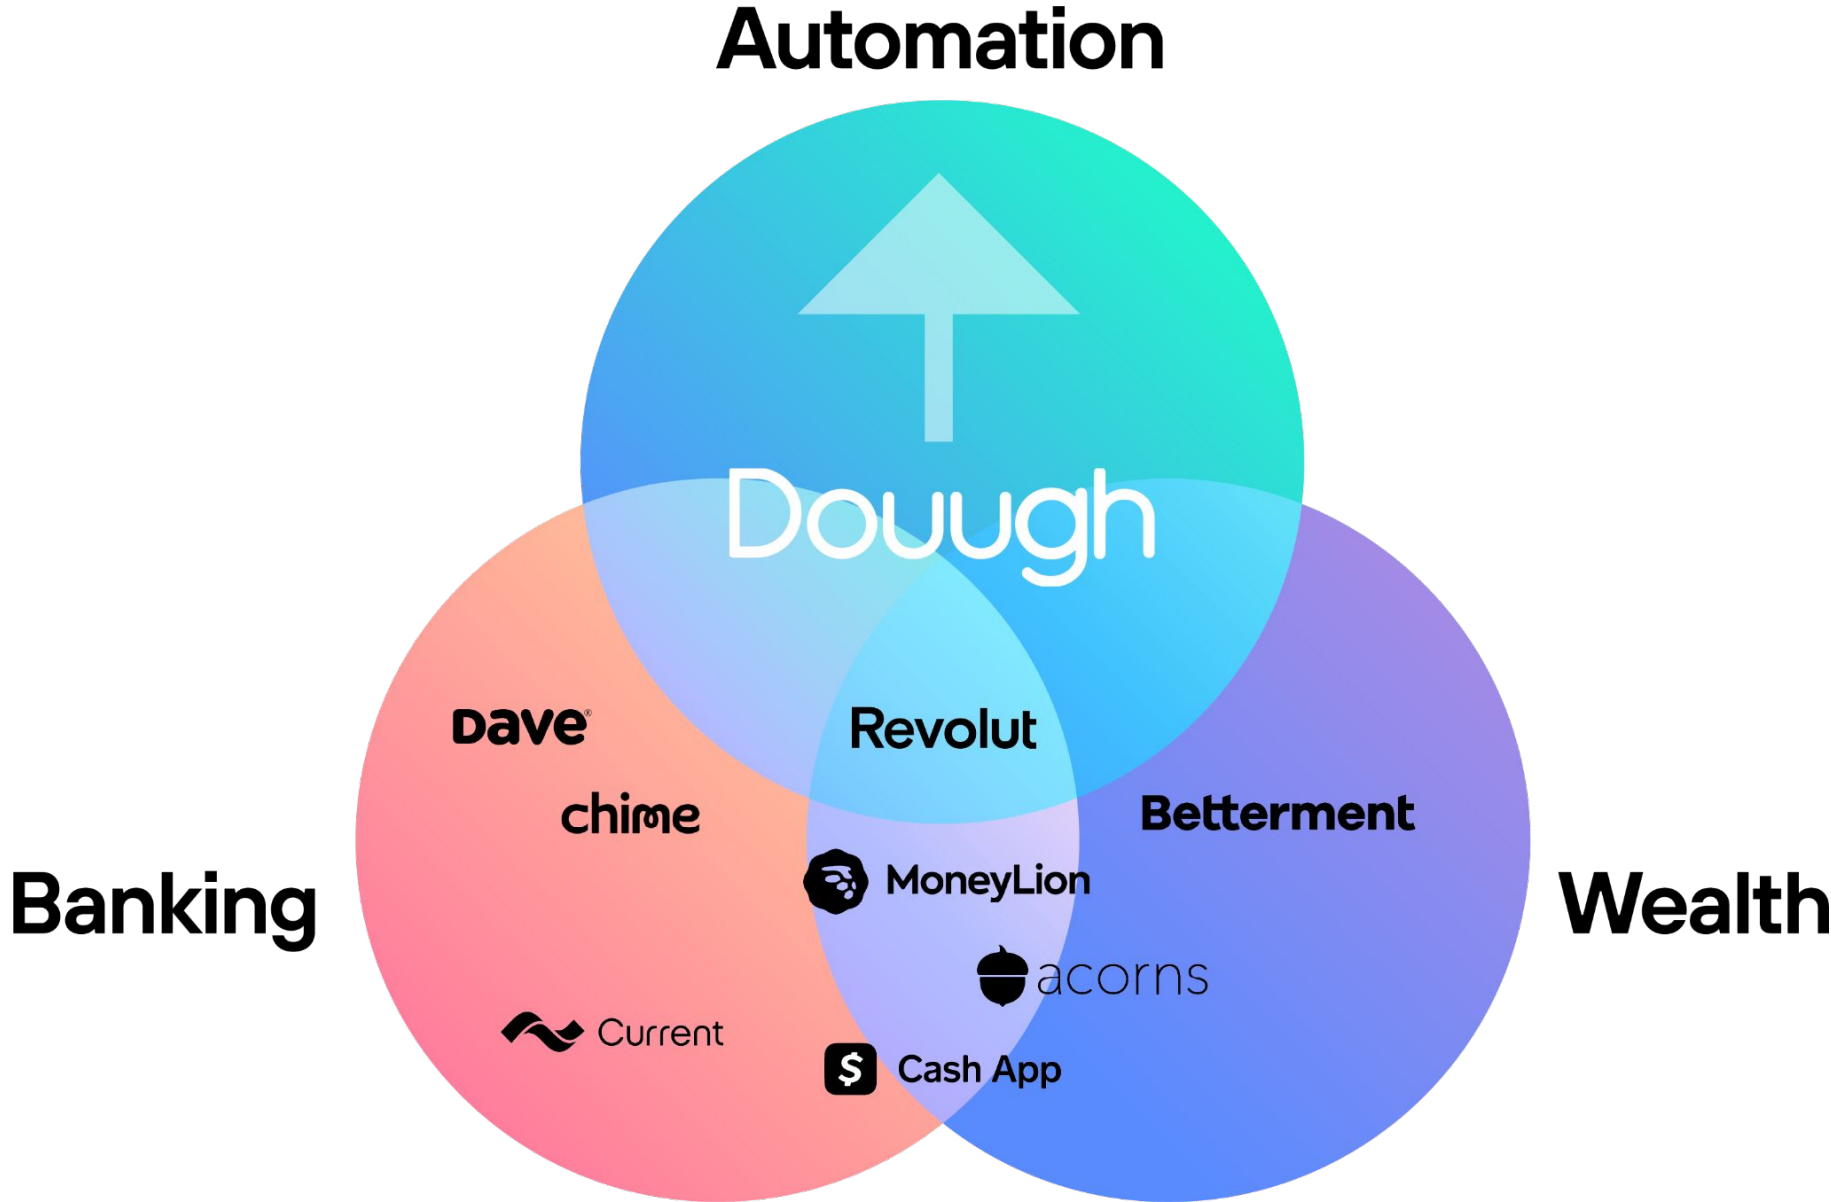 Automation
Douugh
Dave®
Revolut
chime
Betterment
MoneyLion
Banking
Wealth
acorns
Current
$ Cash App